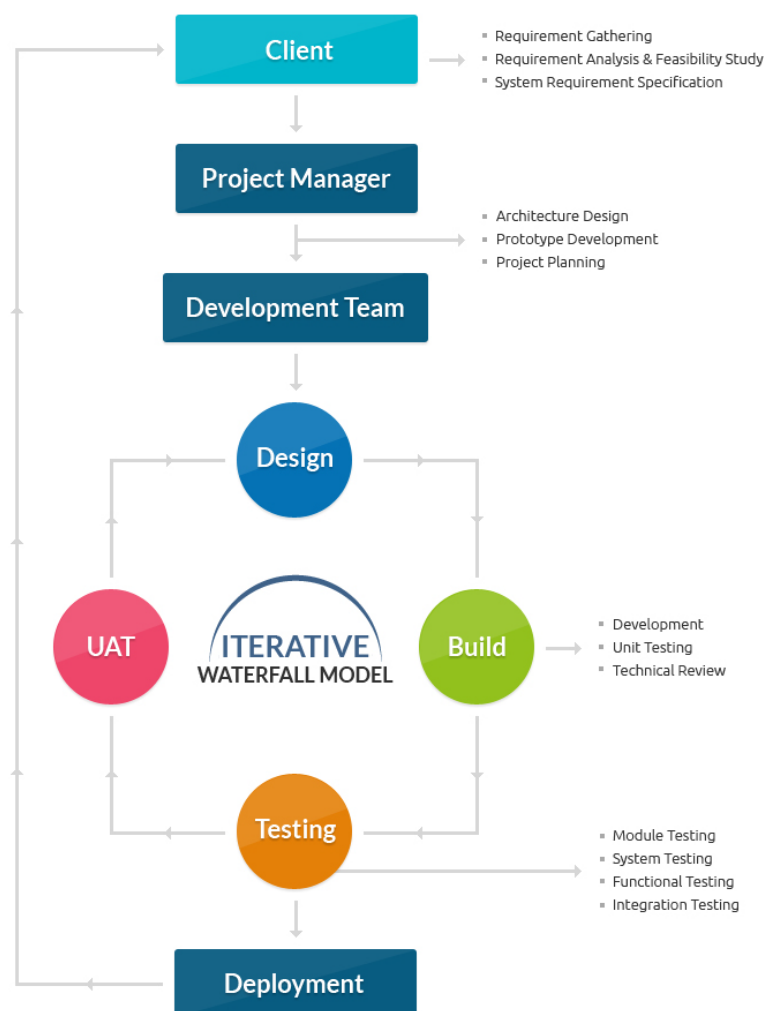 Client
Requirement Gathering
Requirement Analysis & Feasibility Study
System Requirement Specification
Project Manager
Architecture Design
Prototype Development
Project Planning
Development Team
Design
UAT
ITERATIVE
WATERFALL MODEL
Build
Development
Unit Testing
Technical Review
Testing
Module Testing
System Testing
Functional Testing
Integration Testing
Deployment